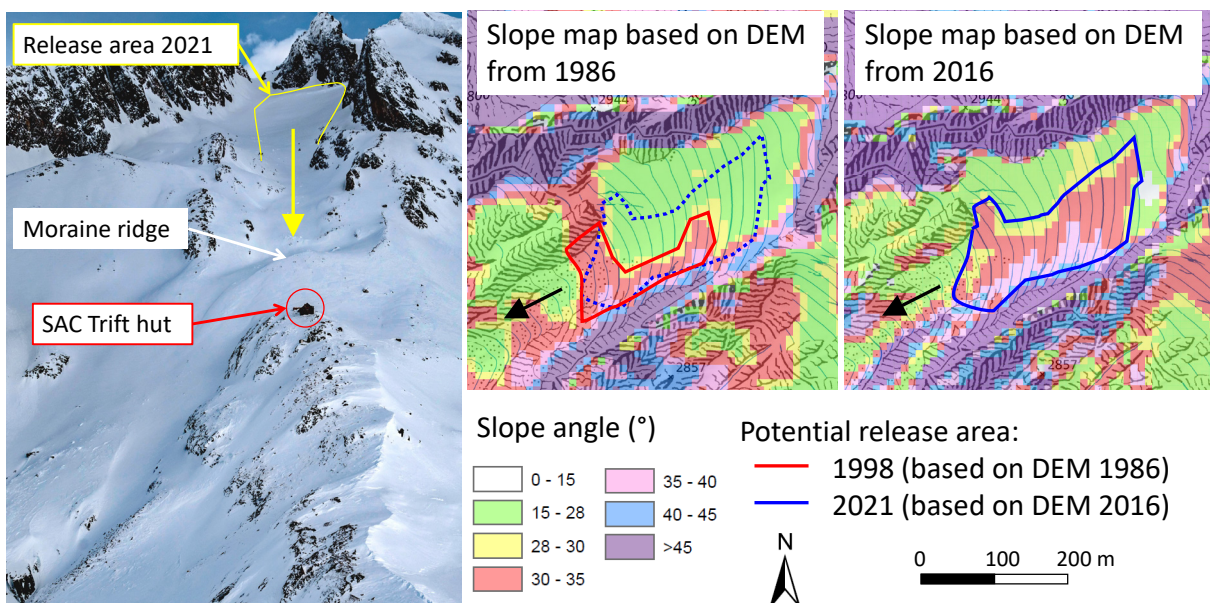 Release area 2021
Moraine ridge
SAC Trift hut
Slope map based on DEM
from 1986
2944
2857
Slope map based on DEM
from 2016
2944
2857
Slope angle (°)
0 - 15
15 - 28
28 - 30
30 - 35
35 - 40
40 - 45
>45
Potential release area:
1998 (based on DEM 1986)
2021 (based on DEM 2016)
N
0 100 200 m